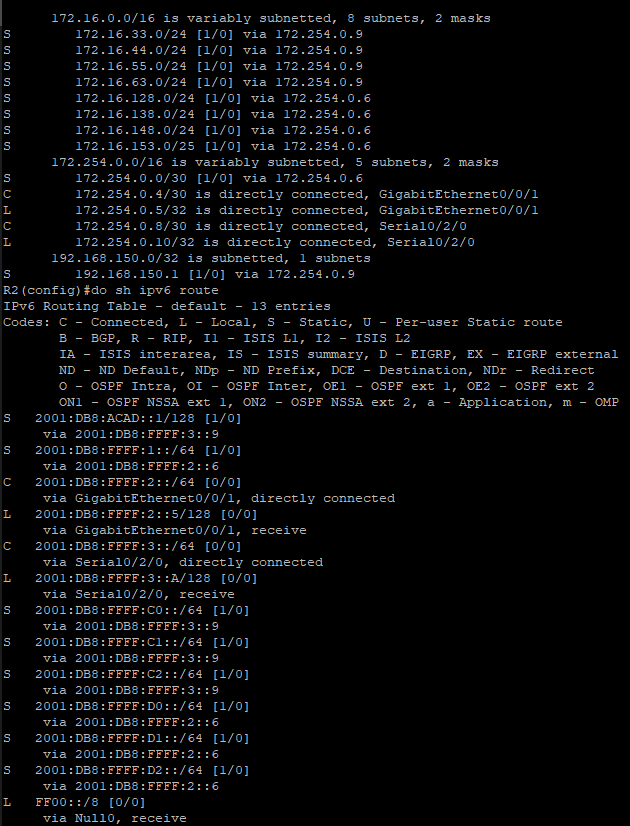 172.16.0.0/16 is variably subnetted, 8 subnets, 2 masks
S 172.16.33.0/24 [1/0] via 172.254.0.9
S 172.16.44.0/24 [1/0] via 172.254.0.9
S 172.16.55.0/24 [1/0] via 172.254.0.9
S 172.16.63.0/24 [1/0] via 172.254.0.9
S 172.16.128.0/24 [1/0] via 172.254.0.6
S 172.16.138.0/24 [1/0] via 172.254.0.6
S 172.16.148.0/24 [1/0] via 172.254.0.6
S 172.16.153.0/25 [1/0] via 172.254.0.6
172.254.0.0/16 is variably subnetted, 5 subnets, 2 masks
S 172.254.0.0/30 [1/0] via 172.254.0.6
C 172.254.0.4/30 is directly connected, GigabitEthernet0/0/1
L 172.254.0.5/32 is directly connected, GigabitEthernet0/0/1
C 172.254.0.8/30 is directly connected, Serial0/2/0
L 172.254.0.10/32 is directly connected, Serial0/2/0
192.168.150.0/32 is subnetted, 1 subnets
S 192.168.150.1 [1/0] via 172.254.0.9
R2(config)#do sh ipv6 route
IPv6 Routing Table - default - 13 entries
Codes: C - Connected, L - Local, S - Static, U - Per-user Static route
B - BGP, R - RIP, I1 - ISIS L1, I2 - ISIS L2
IA - ISIS interarea, IS - ISIS summary, D - EIGRP, EX - EIGRP external
ND - ND Default, NDp - ND Prefix, DCE - Destination, NDr - Redirect
O - OSPF Intra, OI - OSPF Inter, OE1 - OSPF ext 1, OE2 - OSPF ext 2
ON1 - OSPF NSSA ext 1, ON2 - OSPF NSSA ext 2, a - Application, m - OMP
S 2001:DB8:ACAD::1/128 [1/0]
via 2001:DB8:FFFF:3::9
S 2001:DB8:FFFF:1::/64 [1/0]
via 2001:DB8:FFFF:2::6
C 2001:DB8:FFFF:2::/64 [0/0]
via GigabitEthernet0/0/1, directly connected
L 2001:DB8:FFFF:2::5/128 [0/0]
via GigabitEthernet0/0/1, receive
C 2001:DB8:FFFF:3::/64 [0/0]
via Serial0/2/0, directly connected
L 2001:DB8:FFFF:3::A/128 [0/0]
via Serial0/2/0, receive
S 2001:DB8:FFFF:C0::/64 [1/0]
via 2001:DB8:FFFF:3::9
S 2001:DB8:FFFF:C1::/64 [1/0]
via 2001:DB8:FFFF:3::9
S 2001:DB8:FFFF:C2::/64 [1/0]
via 2001:DB8:FFFF:3::9
S 2001:DB8:FFFF:D0::/64 [1/0]
via 2001:DB8:FFFF:2::6
S 2001:DB8:FFFF:D1::/64 [1/0]
via 2001:DB8:FFFF:2::6
S 2001:DB8:FFFF:D2::/64 [1/0]
via 2001:DB8:FFFF:2::6
L FF00::/8 [0/0]
via Null0, receive